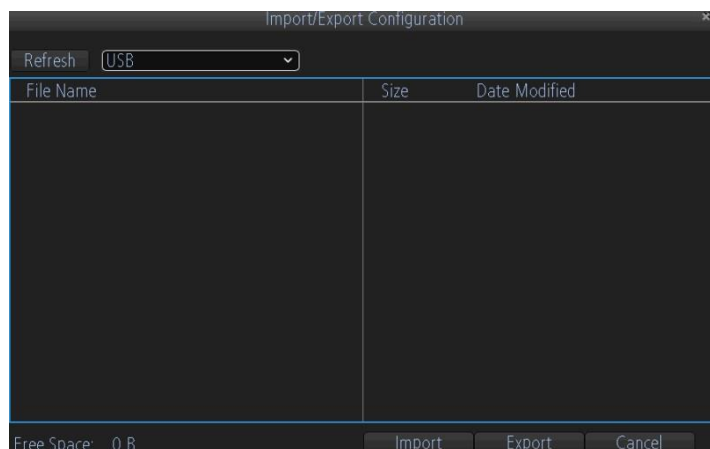 Import/Export Configuration ×
Refresh USB
File Name Size Date Modified
Free Space: 0 B Import Export Cancel